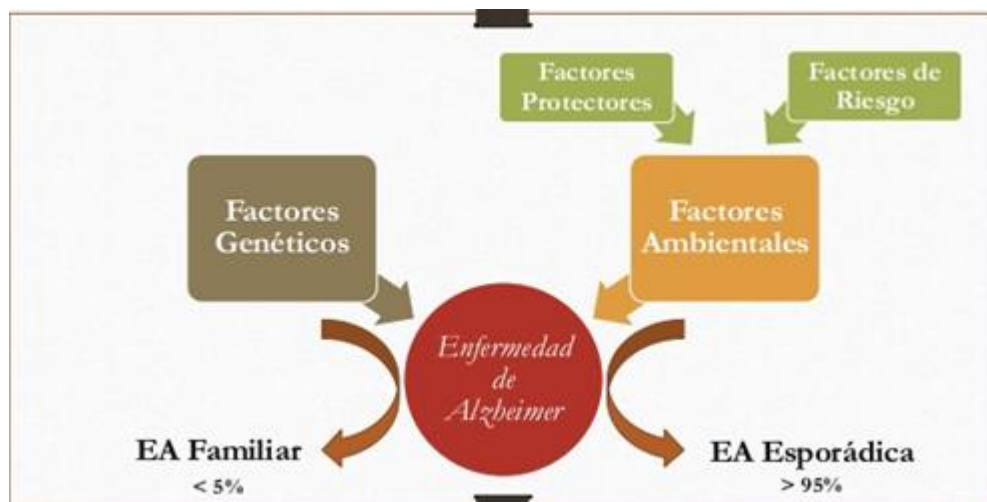 Factores
Protectores
Factores de
Riesgo
Factores
Genéticos
Factores
Ambientales
Enfermedad
de
Alzheimer
EA Familiar
< 5%
EA Esporádica
> 95%